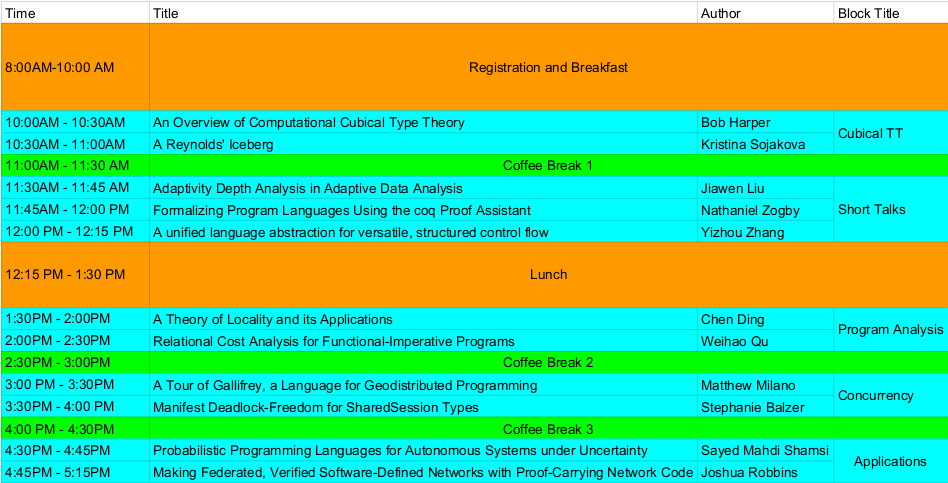 Time Title Author Block Title
8:00AM-10:00 AM Registration and Breakfast
10:00AM - 10:30AM An Overview of Computational Cubical Type Theory Bob Harper
Cubical TT
10:30AM - 11:00AM A Reynolds' Iceberg Kristina Sojakova
11:00AM - 11:30 AM Coffee Break 1
11:30AM - 11:45 AM Adaptivity Depth Analysis in Adaptive Data Analysis Jiawen Liu
11:45AM - 12:00 PM Formalizing Program Languages Using the coq Proof Assistant Nathaniel Zogby Short Talks
12:00 PM - 12:15 PM A unified language abstraction for versatile, structured control flow Yizhou Zhang
12:15 PM - 1:30 PM Lunch
1:30PM - 2:00PM A Theory of Locality and its Applications Chen Ding
Program Analysis
2:00PM - 2:30PM Relational Cost Analysis for Functional-Imperative Programs Weihao Qu
2:30PM - 3:00PM Coffee Break 2
3:00 PM - 3:30PM A Tour of Gallifrey, a Language for Geodistributed Programming Matthew Milano
Concurrency
3:30PM - 4:00 PM Manifest Deadlock-Freedom for SharedSession Types Stephanie Balzer
4:00 PM - 4:30PM Coffee Break 3
4:30PM - 4:45PM Probabilistic Programming Languages for Autonomous Systems under Uncertainty Sayed Mahdi Shamsi
Applications
4:45PM - 5:15PM Making Federated, Verified Software-Defined Networks with Proof-Carrying Network Code Joshua Robbins